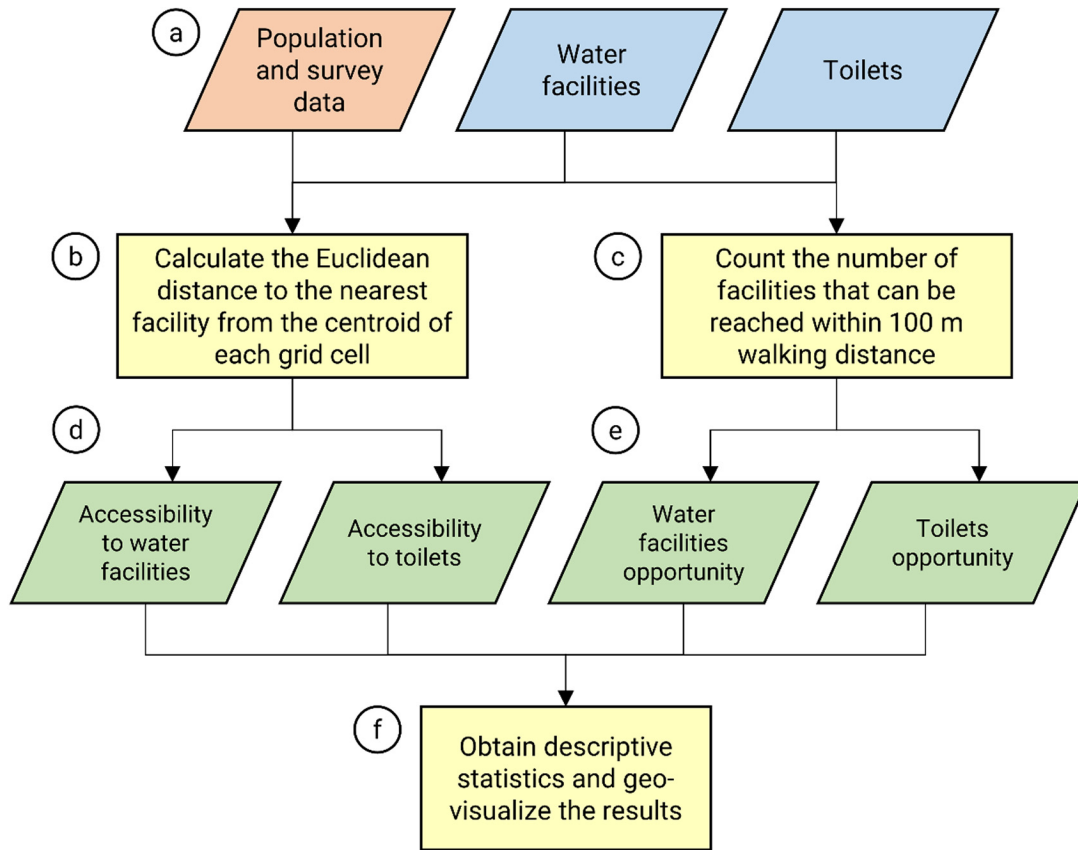 a
Population
and survey
data
Water
facilities
Toilets
b
Calculate the Euclidean
distance to the nearest
facility from the centroid of
each grid cell
c
Count the number of
facilities that can be
reached within 100 m
walking distance
d
Accessibility
to water
facilities
Accessibility
to toilets
e
Water
facilities
opportunity
Toilets
opportunity
f
Obtain descriptive
statistics and geo-
visualize the results